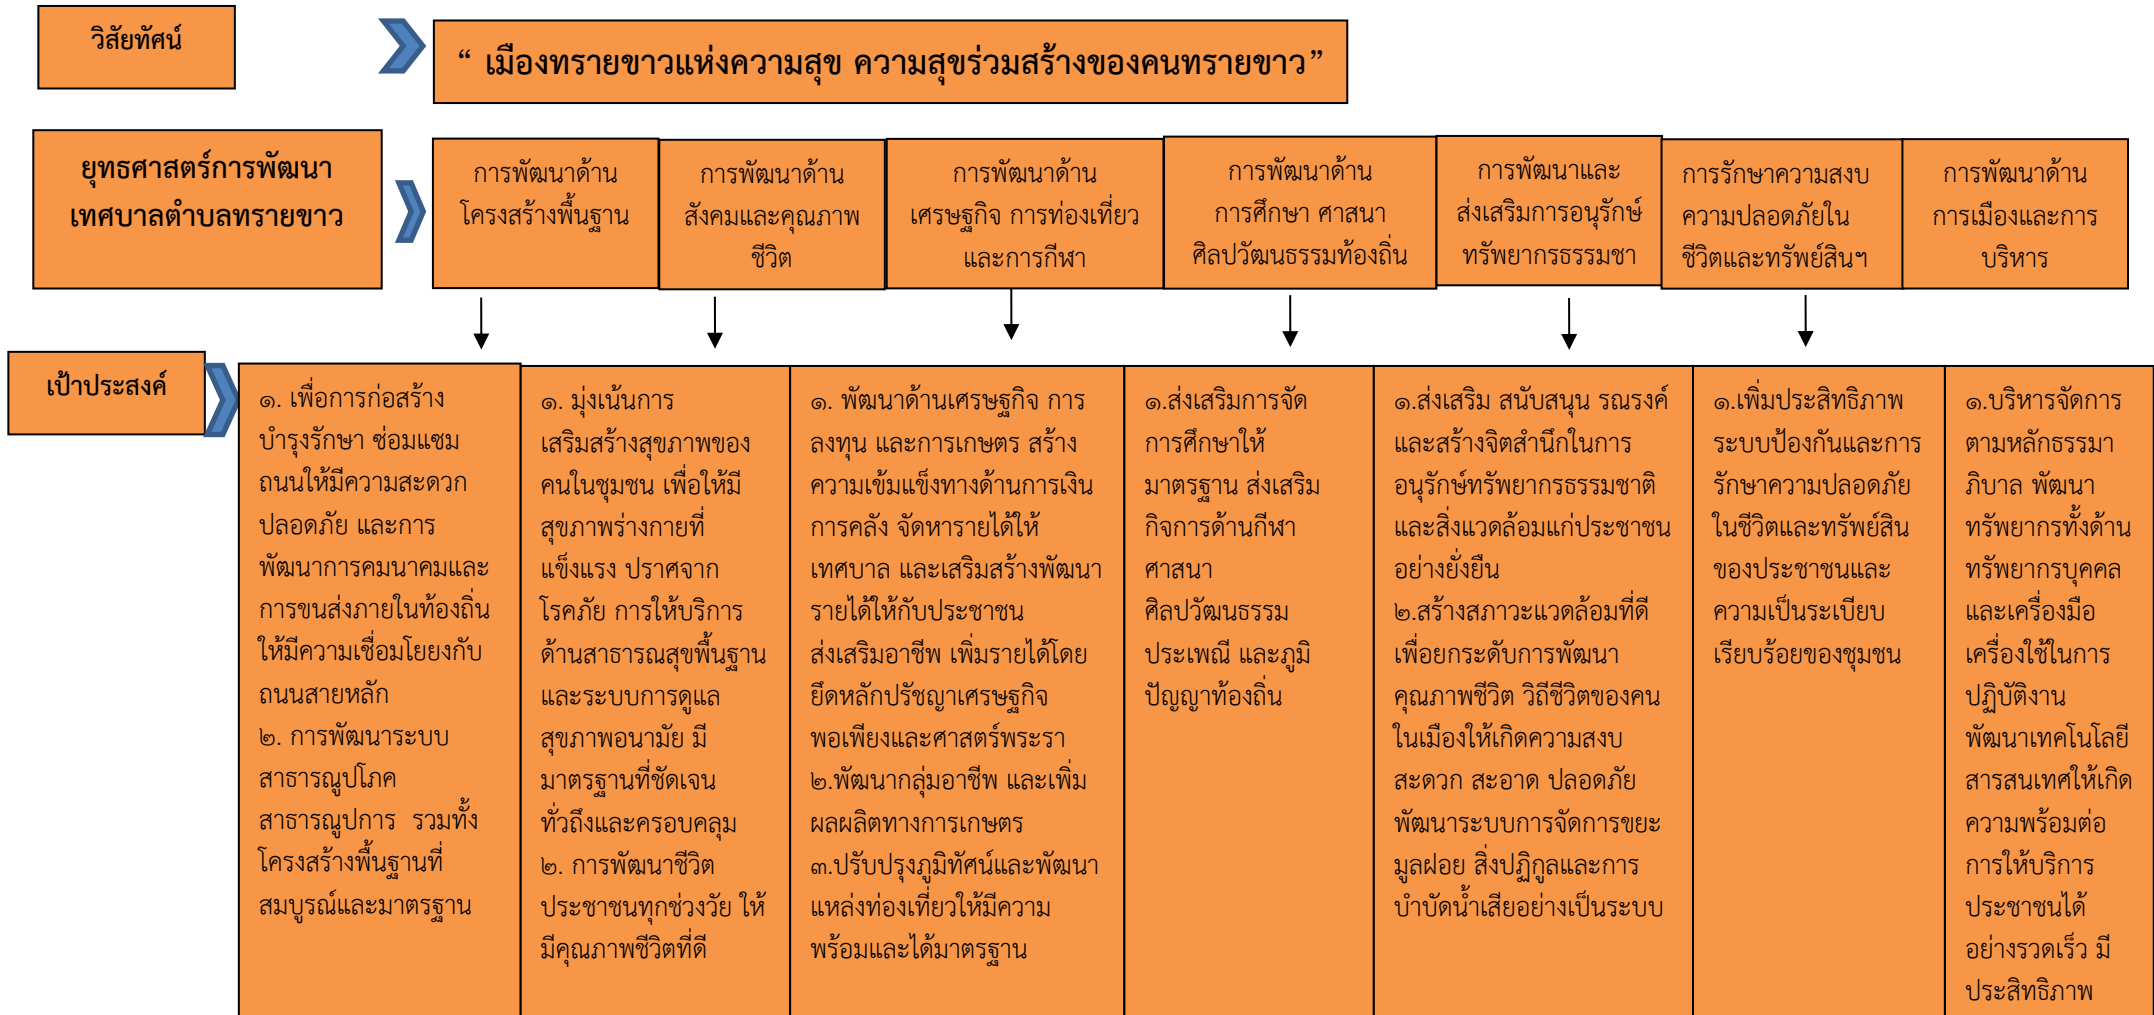 วิสัยทัศน์
“ เมืองทรายขาวแห่งความสุข ความสุขร่วมสร้างของคนทรายขาว”
ยุทธศาสตร์การพัฒนา
เทศบาลตำบลทรายขาว
การพัฒนาด้าน
โครงสร้างพื้นฐาน
การพัฒนาด้าน
สังคมและคุณภาพ
ชีวิต
การพัฒนาด้าน
เศรษฐกิจ การท่องเที่ยว
และการกีฬา
การพัฒนาด้าน
การศึกษา ศาสนา
ศิลปวัฒนธรรมท้องถิ่น
การพัฒนาและ
ส่งเสริมการอนุรักษ์
ทรัพยากรธรรมชา
การรักษาความสงบ
ความปลอดภัยใน
ชีวิตและทรัพย์สินฯ
การพัฒนาด้าน
การเมืองและการ
บริหาร
เป้าประสงค์
๑. เพื่อการก่อสร้าง
บำรุงรักษา ซ่อมแซม
ถนนให้มีความสะดวก
ปลอดภัย และการ
พัฒนาการคมนาคมและ
การขนส่งภายในท้องถิ่น
ให้มีความเชื่อมโยงกับ
ถนนสายหลัก
๒. การพัฒนาระบบ
สาธารณูปโภค
สาธารณูปการ  รวมทั้ง
โครงสร้างพื้นฐานที่
สมบูรณ์และมาตรฐาน
๑. มุ่งเน้นการ
เสริมสร้างสุขภาพของ
คนในชุมชน เพื่อให้มี
สุขภาพร่างกายที่
แข็งแรง ปราศจาก
โรคภัย การให้บริการ
ด้านสาธารณสุขพื้นฐาน
และระบบการดูแล
สุขภาพอนามัย มี
มาตรฐานที่ชัดเจน
ทั่วถึงและครอบคลุม
๒. การพัฒนาชีวิต
ประชาชนทุกช่วงวัย ให้
มีคุณภาพชีวิตที่ดี
๑. พัฒนาด้านเศรษฐกิจ การ
ลงทุน และการเกษตร สร้าง
ความเข้มแข็งทางด้านการเงิน
การคลัง จัดหารายได้ให้
เทศบาล และเสริมสร้างพัฒนา
รายได้ให้กับประชาชน
ส่งเสริมอาชีพ เพิ่มรายได้โดย
ยึดหลักปรัชญาเศรษฐกิจ
พอเพียงและศาสตร์พระรา
๒.พัฒนากลุ่มอาชีพ และเพิ่ม
ผลผลิตทางการเกษตร
๓.ปรับปรุงภูมิทัศน์และพัฒนา
แหล่งท่องเที่ยวให้มีความ
พร้อมและได้มาตรฐาน
๑.ส่งเสริมการจัด
การศึกษาให้
มาตรฐาน ส่งเสริม
กิจการด้านกีฬา
ศาสนา
ศิลปวัฒนธรรม
ประเพณี และภูมิ
ปัญญาท้องถิ่น
๑.ส่งเสริม สนับสนุน รณรงค์
และสร้างจิตสำนึกในการ
อนุรักษ์ทรัพยากรธรรมชาติ
และสิ่งแวดล้อมแก่ประชาชน
อย่างยั่งยืน
๒.สร้างสภาวะแวดล้อมที่ดี
เพื่อยกระดับการพัฒนา
คุณภาพชีวิต วิถีชีวิตของคน
ในเมืองให้เกิดความสงบ
สะดวก สะอาด ปลอดภัย
พัฒนาระบบการจัดการขยะ
มูลฝอย สิ่งปฏิกูลและการ
บำบัดน้ำเสียอย่างเป็นระบบ
๑.เพิ่มประสิทธิภาพ
ระบบป้องกันและการ
รักษาความปลอดภัย
ในชีวิตและทรัพย์สิน
ของประชาชนและ
ความเป็นระเบียบ
เรียบร้อยของชุมชน
๑.บริหารจัดการ
ตามหลักธรรมา
ภิบาล พัฒนา
ทรัพยากรทั้งด้าน
ทรัพยากรบุคคล
และเครื่องมือ
เครื่องใช้ในการ
ปฏิบัติงาน
พัฒนาเทคโนโลยี
สารสนเทศให้เกิด
ความพร้อมต่อ
การให้บริการ
ประชาชนได้
อย่างรวดเร็ว มี
ประสิทธิภาพ